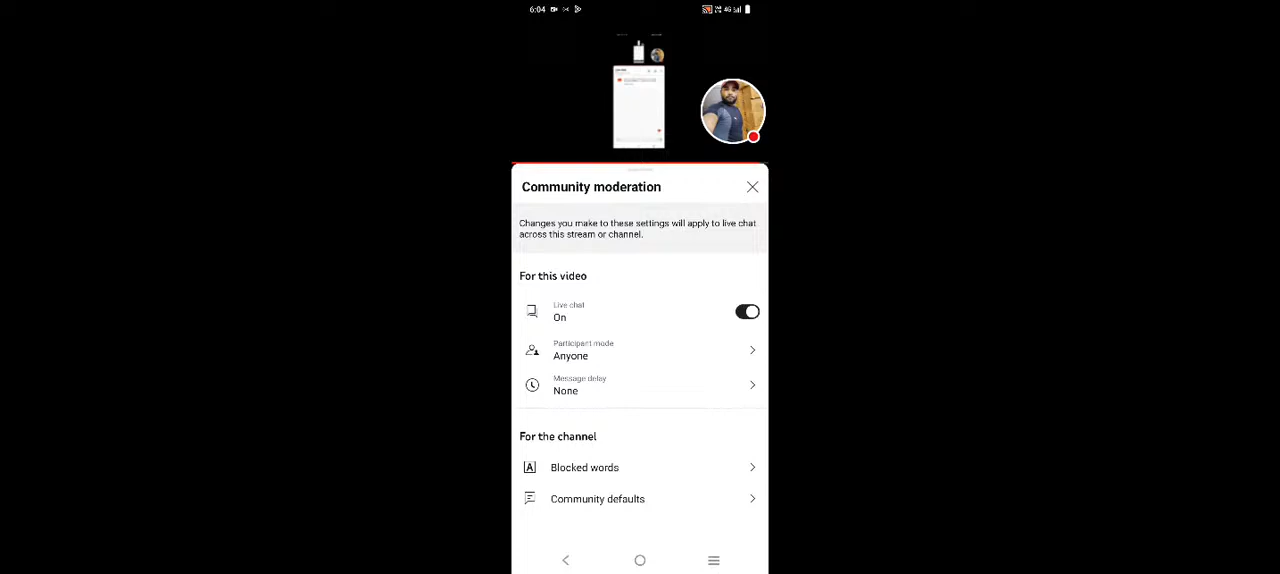 6:04
4G
Community moderation
Changes you make to these settings will apply to live chat
across this stream or channel.
For this video
Live chat
On
Participant mode
Anyone
Message delay
None
For the channel
A
Blocked words
Community defaults